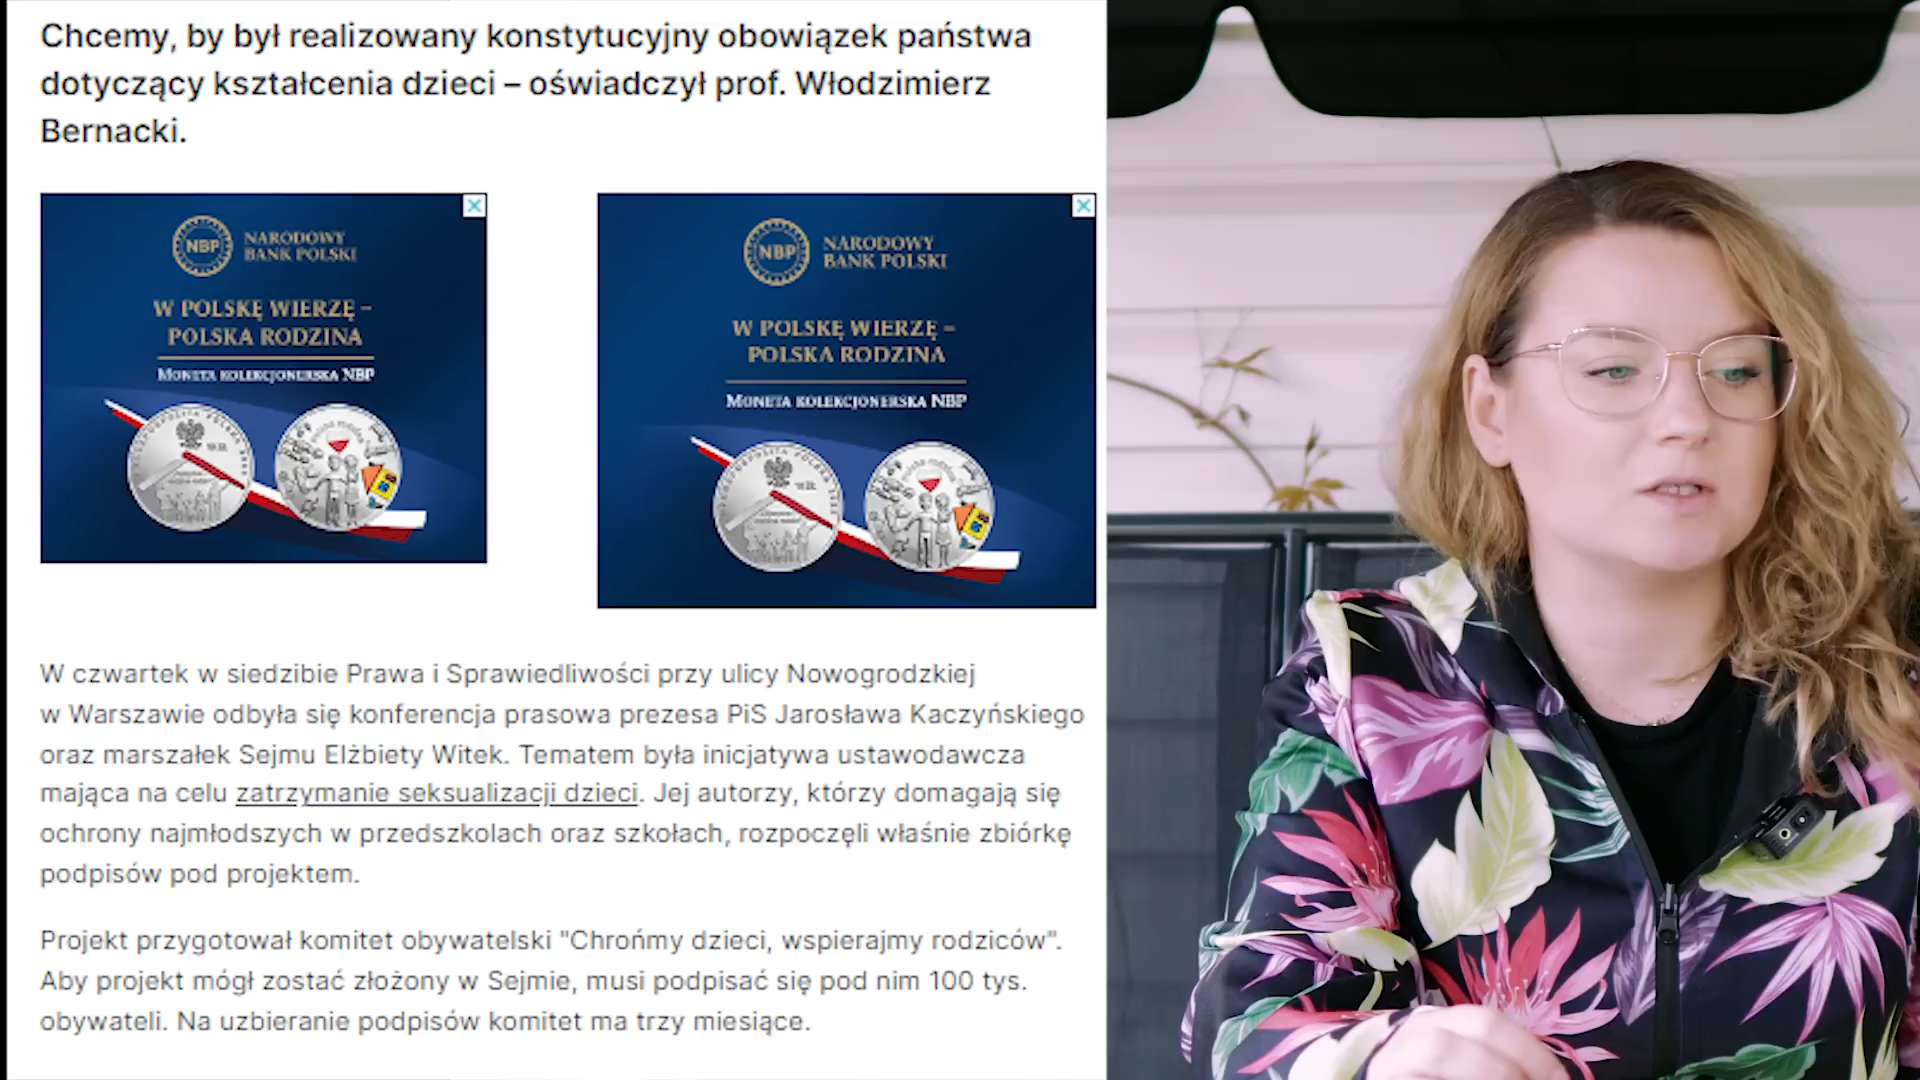 Chcemy, by był realizowany konstytucyjny obowiązek państwa
dotyczący kształcenia dzieci – oświadczył prof. Włodzimierz
Bernacki.
NBP
NARODOWY
BANK POLSKI
W POLSKĘ WIERZĘ –
POLSKA RODZINA
MONETA KOLEKCJONERSKA NBP
NBP
NARODOWY
BANK POLSKI
W POLSKĘ WIERZĘ –
POLSKA RODZINA
MONETA KOLEKCJONERSKA NBP
W czwartek w siedzibie Prawa i Sprawiedliwości przy ulicy Nowogrodzkiej
w Warszawie odbyła się konferencja prasowa prezesa PiS Jarosława Kaczyńskiego
oraz marszałek Sejmu Elżbiety Witek. Tematem była inicjatywa ustawodawcza
mająca na celu zatrzymanie seksualizacji dzieci. Jej autorzy, którzy domagają się
ochrony najmłodszych w przedszkolach oraz szkołach, rozpoczęli właśnie zbiórkę
podpisów pod projektem.
Projekt przygotował komitet obywatelski "Chrońmy dzieci, wspierajmy rodziców".
Aby projekt mógł zostać złożony w Sejmie, musi podpisać się pod nim 100 tys.
obywateli. Na uzbieranie podpisów komitet ma trzy miesiące.